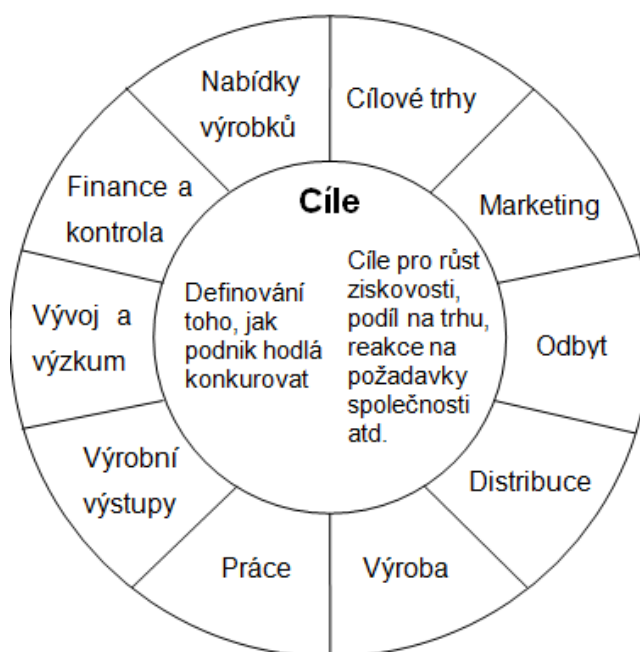 Nabídky
výrobků
Cílové trhy
Marketing
Odbyt
Distribuce
Výroba
Práce
Výrobní
výstupy
Vývoj a
výzkum
Finance a
kontrola
Cíle
Definování
toho, jak
podnik hodlá
konkurovat
Cíle pro růst
ziskovosti,
podíl na trhu,
reakce na
požadavky
společnosti
atd.